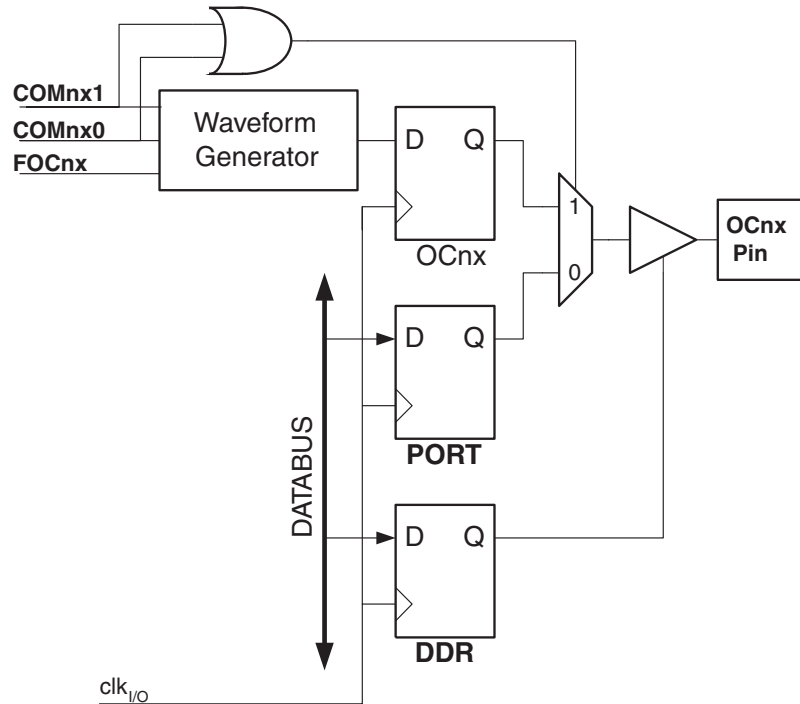 COMnx1
COMnx0
FOCnx
Waveform
Generator
D Q
OCnx
1
0
OCnx
Pin
D Q
PORT
DATABUS
D Q
DDR
clkI/O